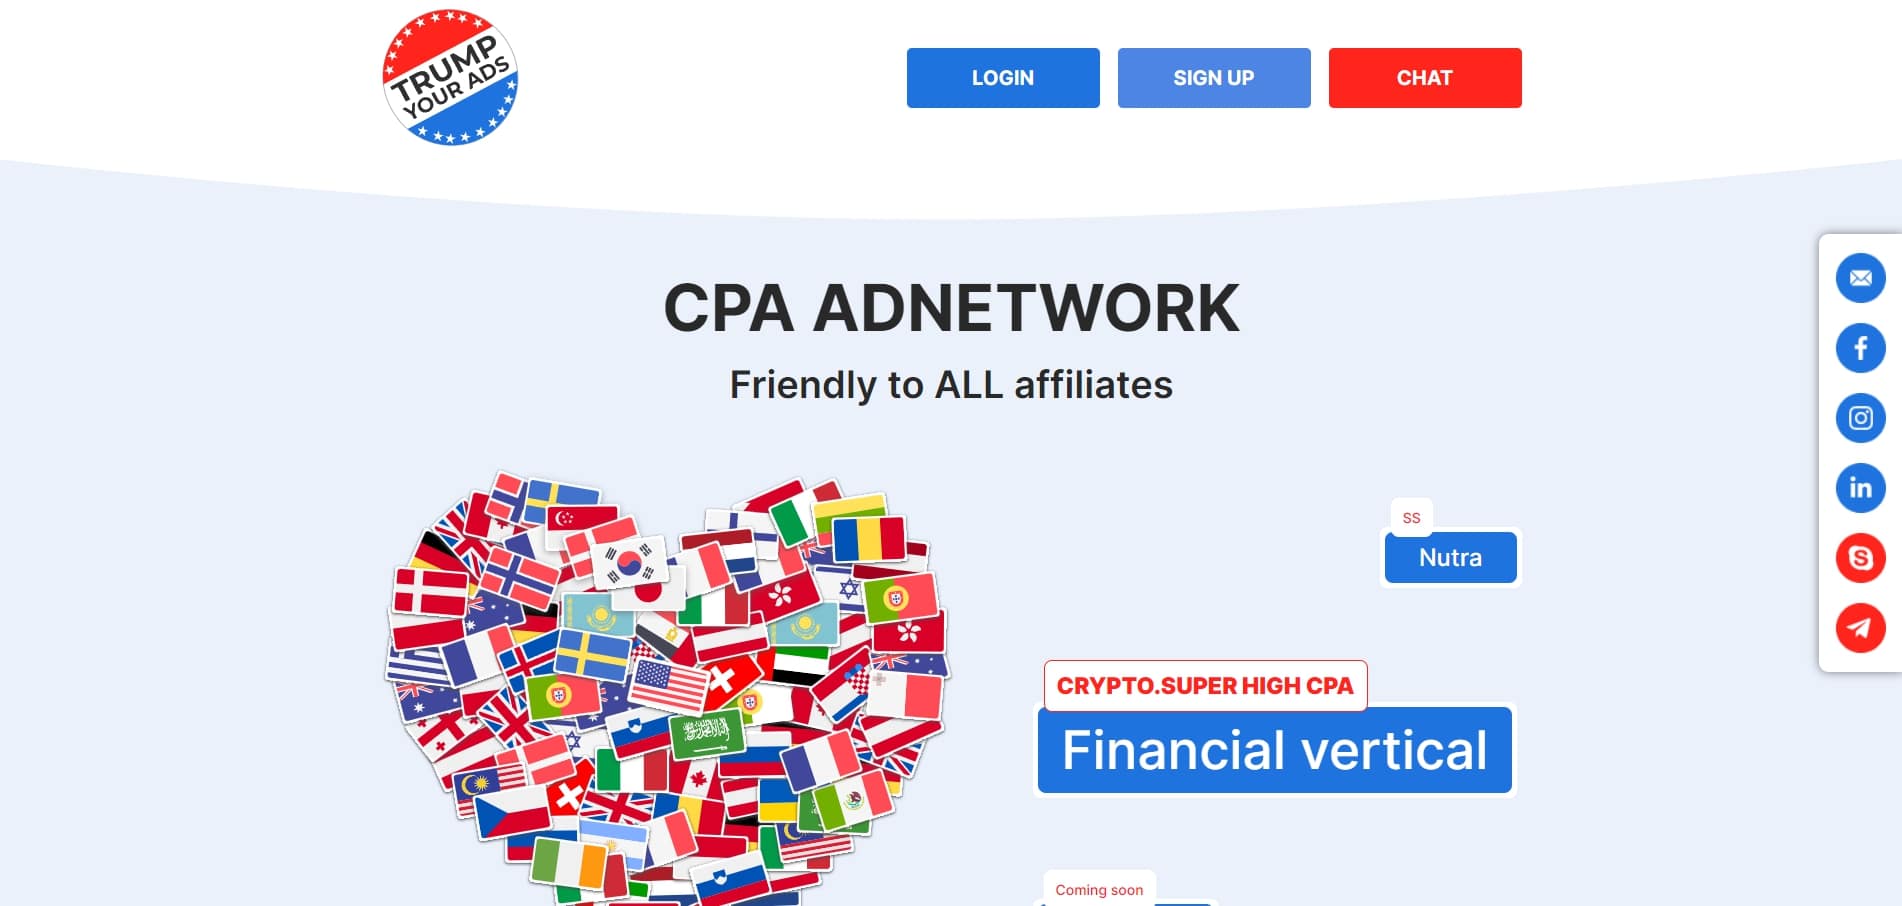 TRUMP
YOUR ADS
LOGIN
SIGN UP
CHAT
CPA ADNETWORK
Friendly to ALL affiliates
SS
Nutra
CRYPTO.SUPER HIGH CPA
Financial vertical
Coming soon